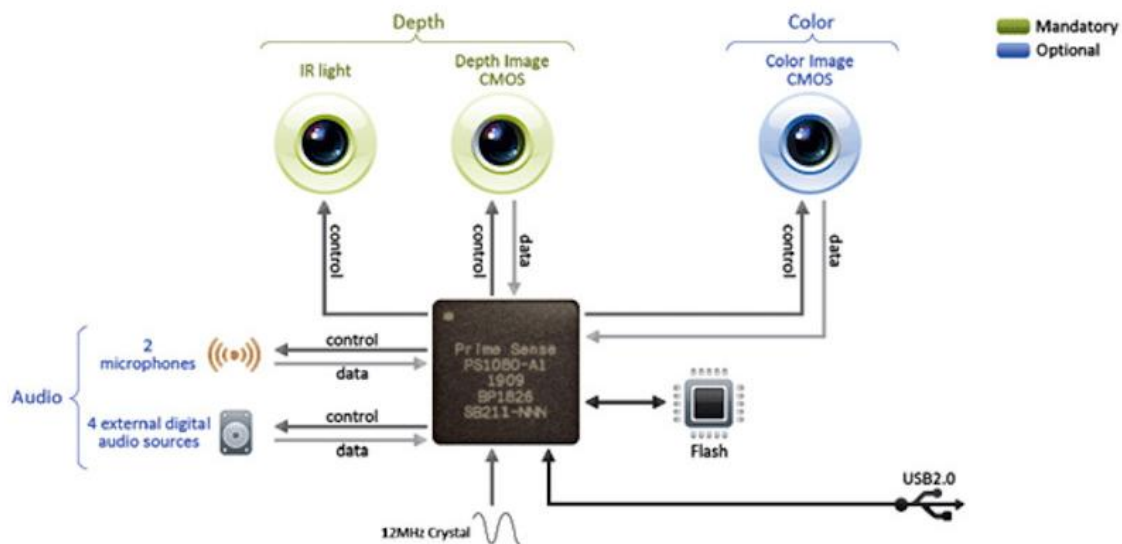 Depth
Color
Mandatory
Optional
IR light
Depth Image
CMOS
Color Image
CMOS
control
control
data
control
data
Audio
2
microphones
control
data
4 external digital
audio sources
control
data
Prime Sense
PS1080-A1
1909
BP1826
SB211-NNN
Flash
USB2.0
12MHz Crystal